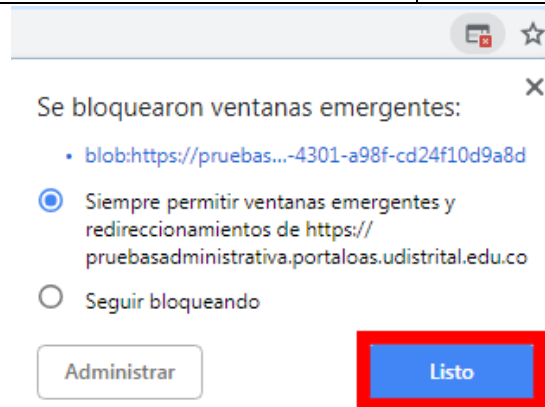 Se bloquearon ventanas emergentes:
• blob:https://pruebas...-4301-a98f-cd24f10d9a8d
Siempre permitir ventanas emergentes y
redireccionamientos de https://
pruebasadministrativa.portaloas.udistrital.edu.co
Seguir bloqueando
Administrar
Listo